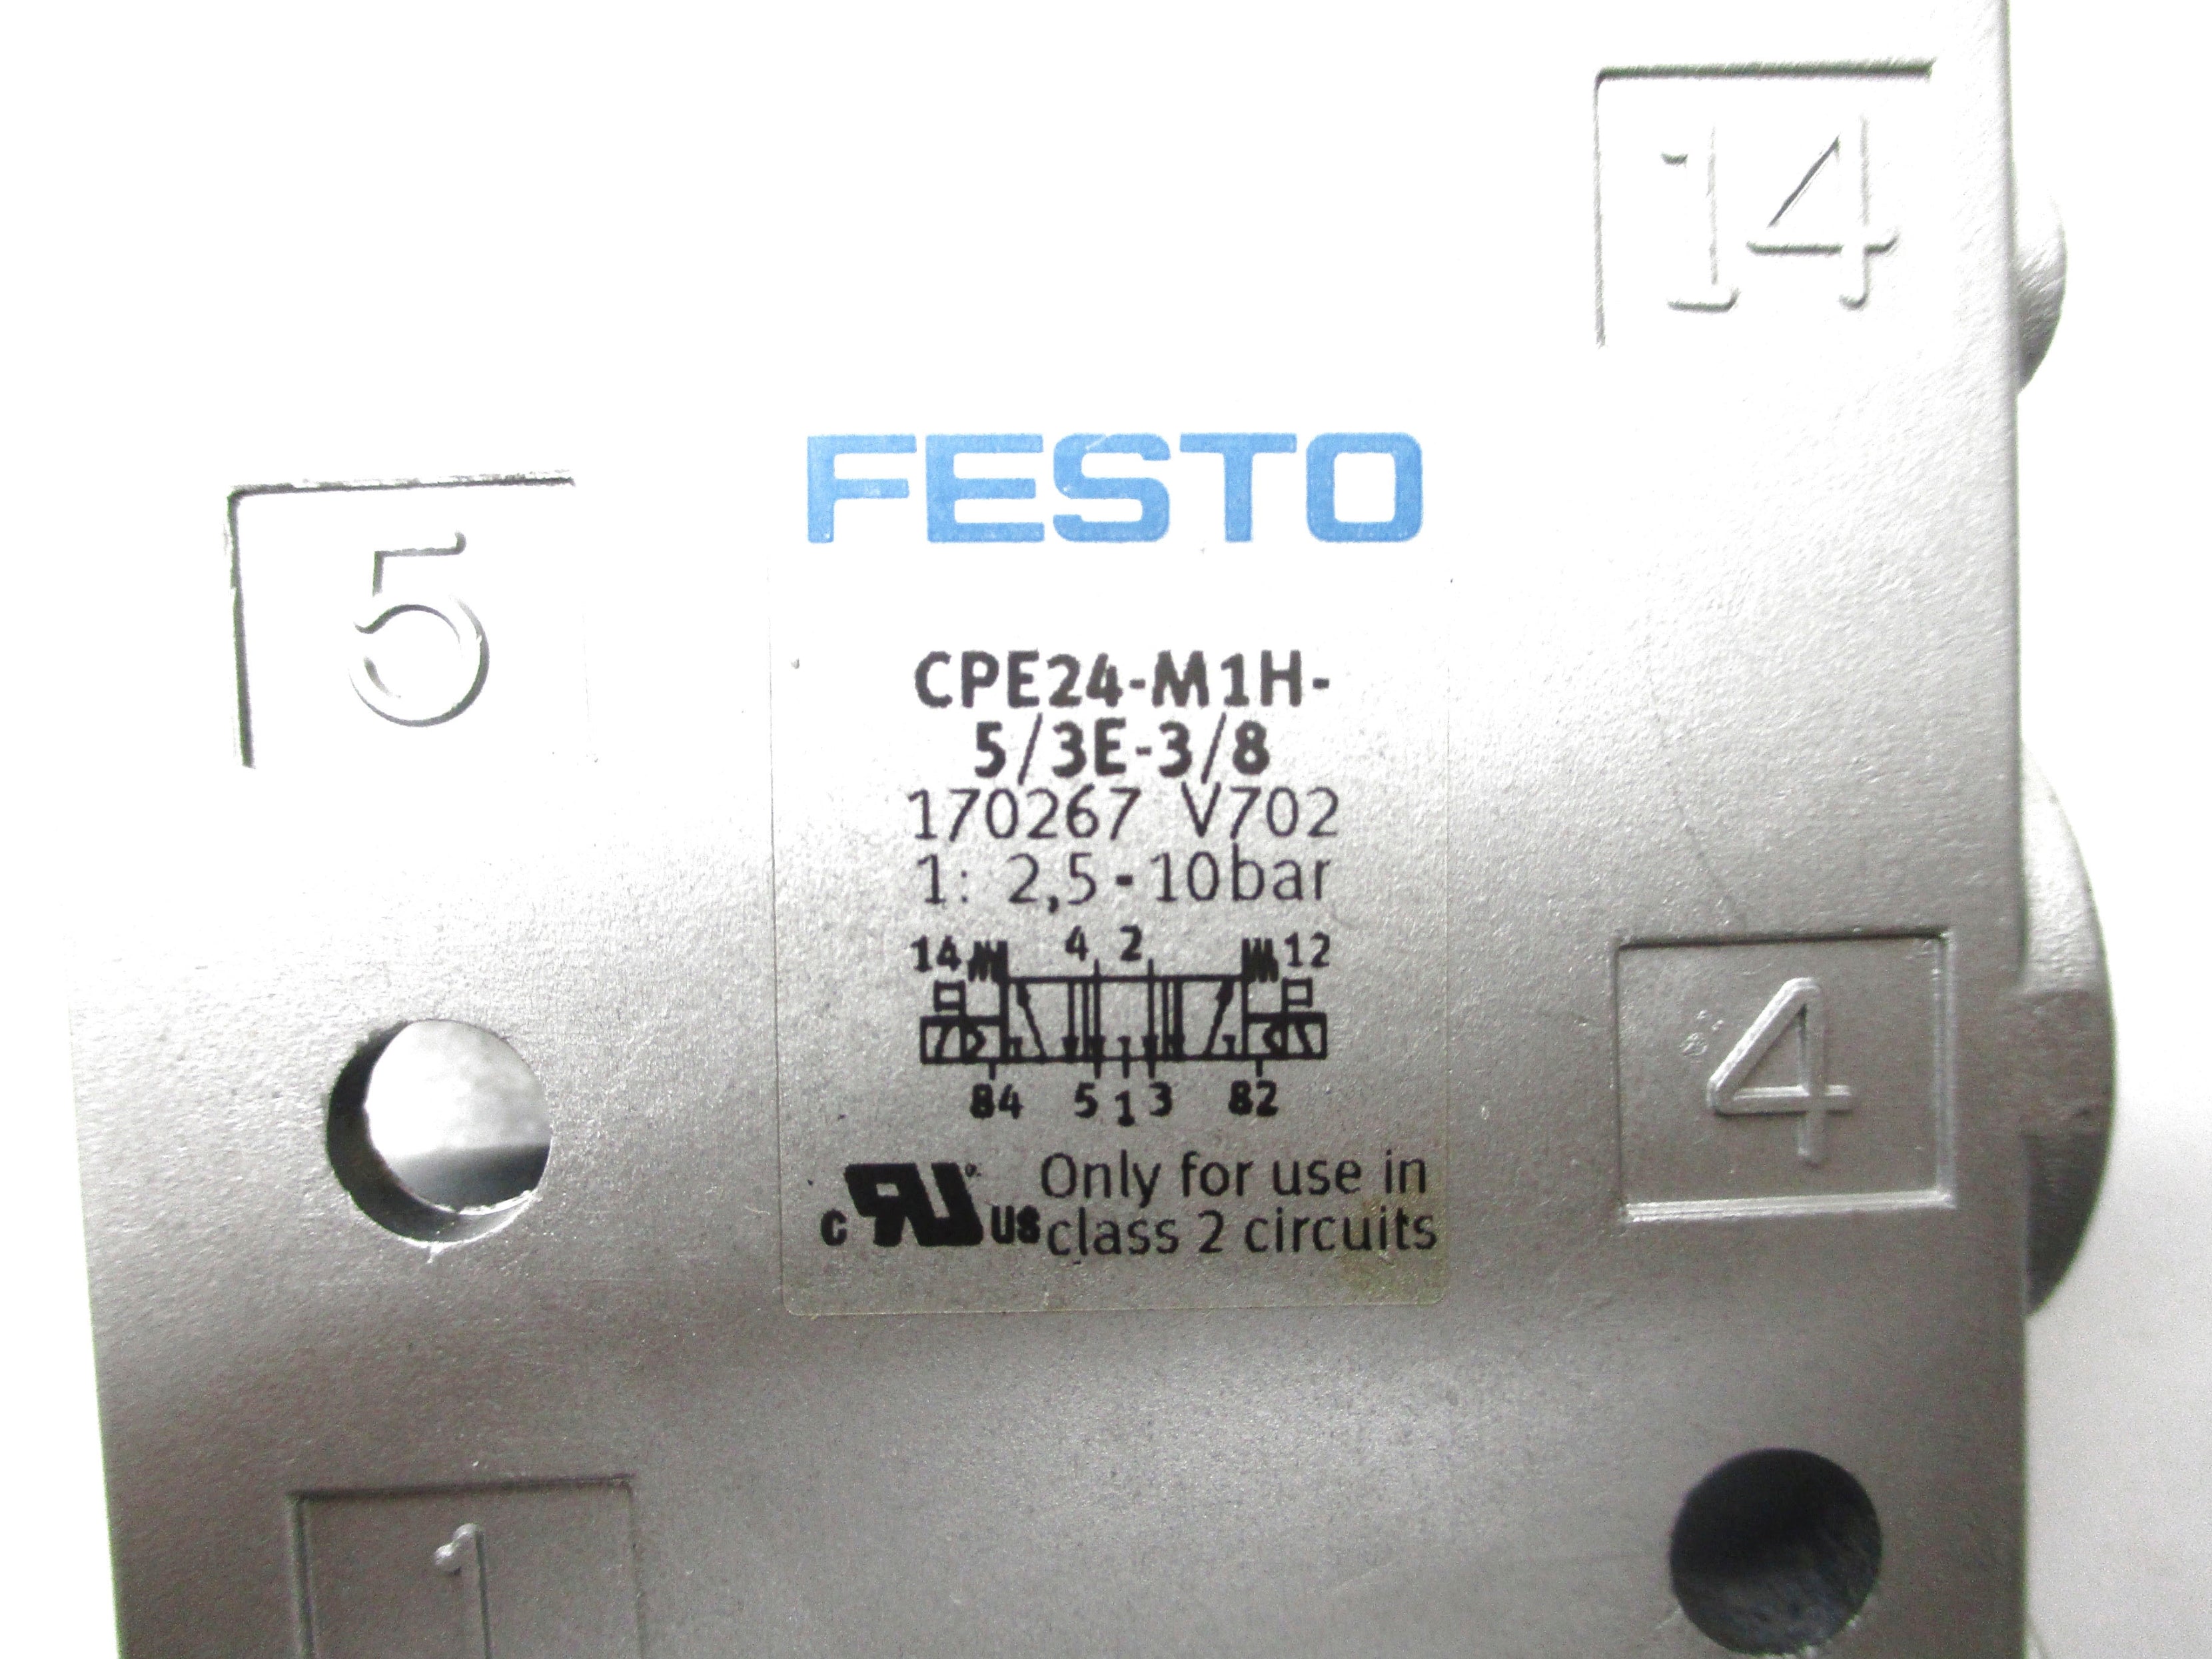 14
FESTO
5
CPE24-M1H-
5/3E-3/8
170267 V702
1: 2,5-10bar
14 4 2 12
84 5 1 3 82
4
c RU ® US Only for use in
class 2 circuits
1